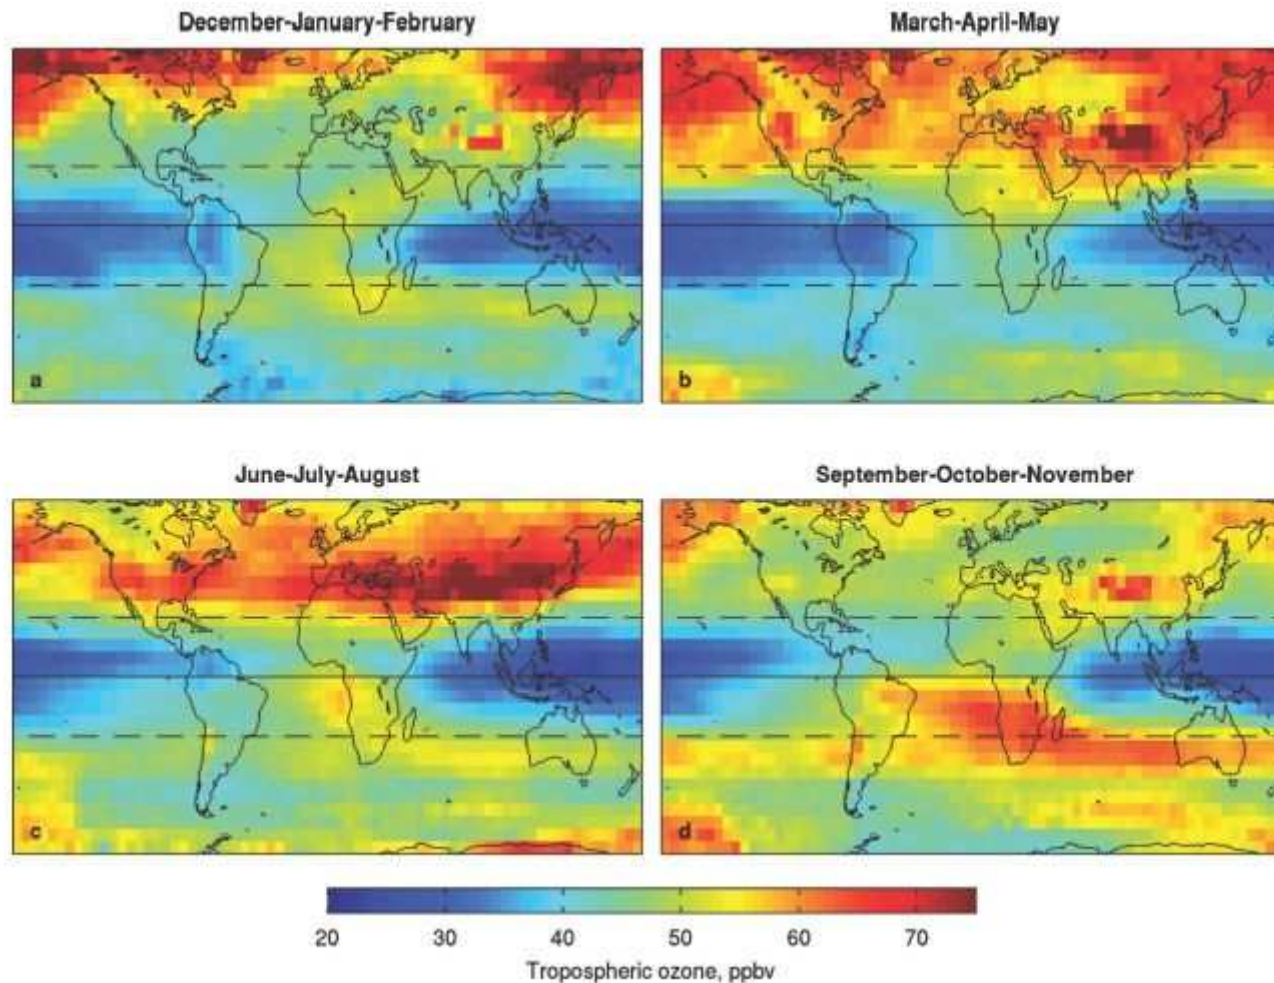 December-January-February
March-April-May
a
b
June-July-August
September-October-November
c
d
20 30 40 50 60 70
Tropospheric ozone, ppbv